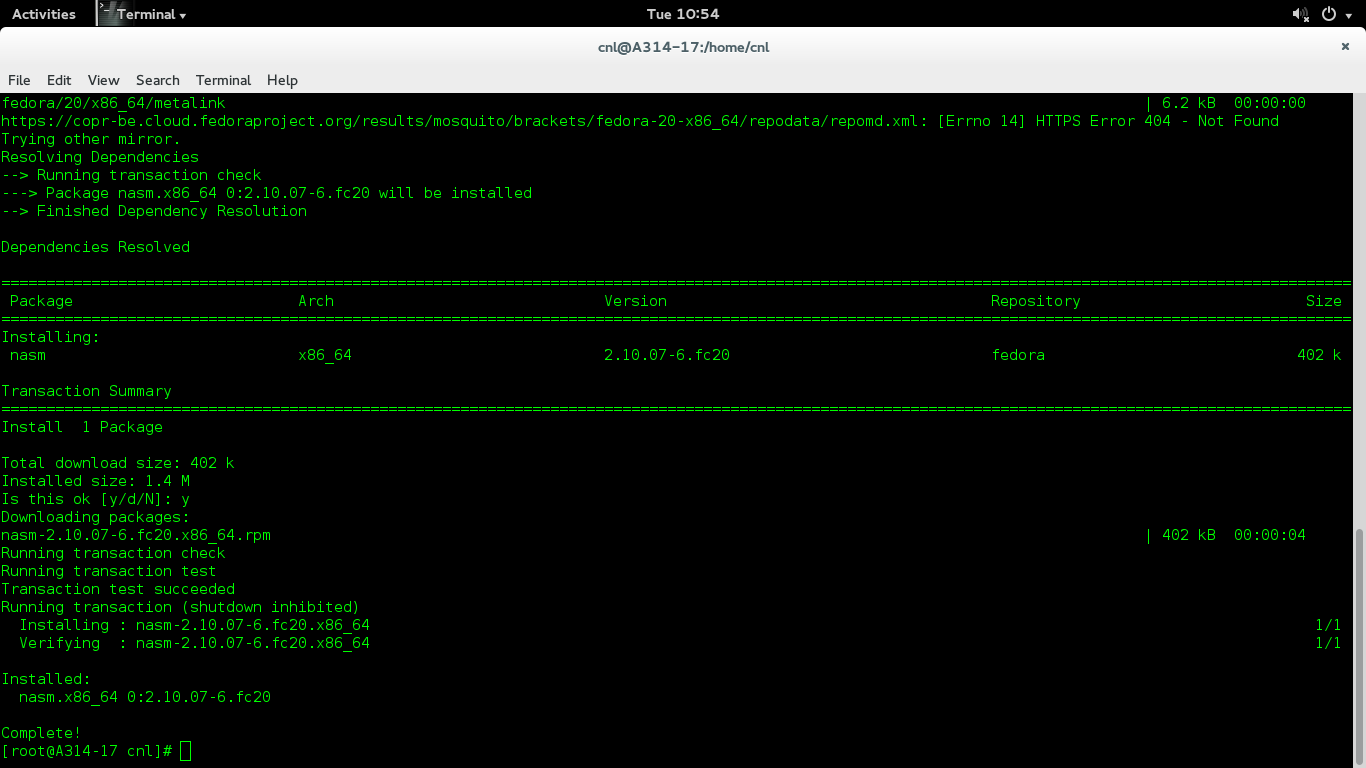 Activities Terminal Tue 10:54
cnl@A314-17:/home/cnl ×
File Edit View Search Terminal Help
fedora/20/x86_64/metalink | 6.2 kB 00:00:00
https://copr-be.cloud.fedoraproject.org/results/mosquito/brackets/fedora-20-x86_64/repodata/repomd.xml: [Errno 14] HTTPS Error 404 - Not Found
Trying other mirror.
Resolving Dependencies
--> Running transaction check
---> Package nasm.x86_64 0:2.10.07-6.fc20 will be installed
--> Finished Dependency Resolution
Dependencies Resolved
================================================================================
Package Arch Version Repository Size
================================================================================
Installing:
nasm x86_64 2.10.07-6.fc20 fedora 402 k
Transaction Summary
================================================================================
Install 1 Package
Total download size: 402 k
Installed size: 1.4 M
Is this ok [y/d/N]: y
Downloading packages:
nasm-2.10.07-6.fc20.x86_64.rpm | 402 kB 00:00:04
Running transaction check
Running transaction test
Transaction test succeeded
Running transaction (shutdown inhibited)
Installing : nasm-2.10.07-6.fc20.x86_64 1/1
Verifying : nasm-2.10.07-6.fc20.x86_64 1/1
Installed:
nasm.x86_64 0:2.10.07-6.fc20
Complete!
[root@A314-17 cnl]#